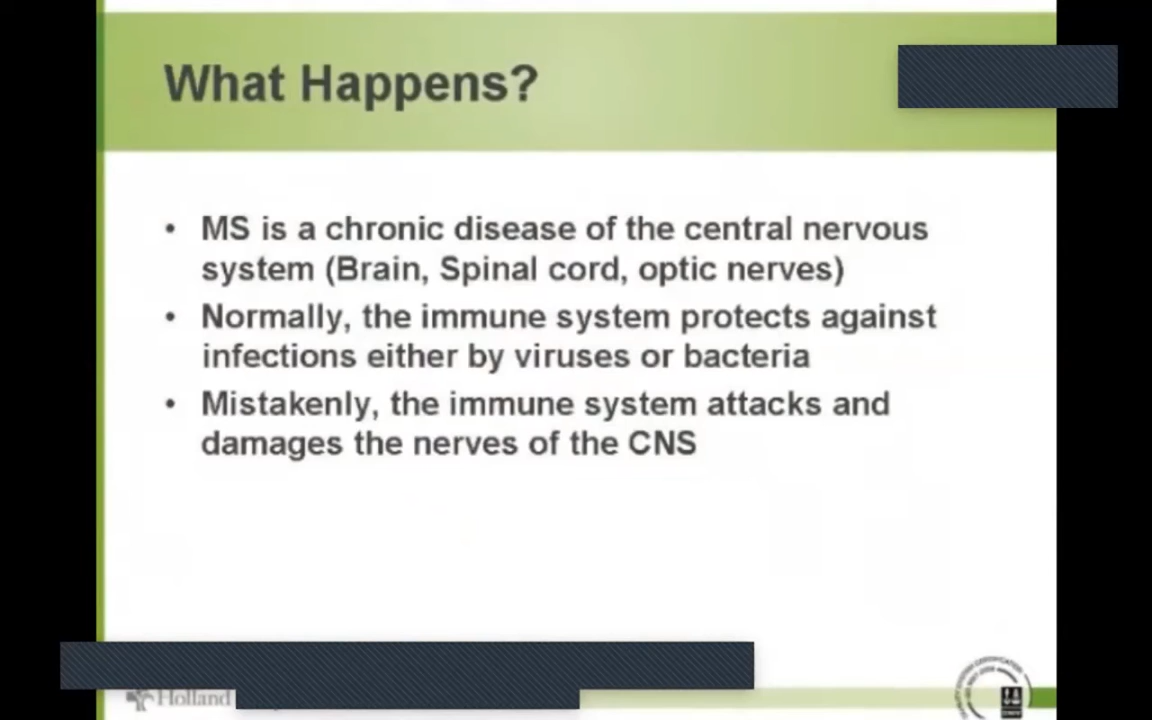 What Happens?
• MS is a chronic disease of the central nervous
system (Brain, Spinal cord, optic nerves)
• Normally, the immune system protects against
infections either by viruses or bacteria
• Mistakenly, the immune system attacks and
damages the nerves of the CNS
Holland